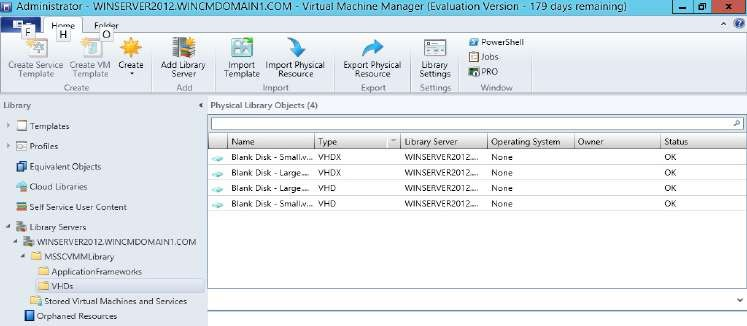 Administrator - WINSERVER2012.WINCMDOMAIN1.COM - Virtual Machine Manager (Evaluation Version - 179 days remaining)
Home Folder
F H O
Create Service Template
Create VM Template
Create
Add Library Server
Import Template
Import Physical Resource
Export Physical Resource
Library Settings
PowerShell
Jobs
PRO
Create Add Import Export Settings Window
Library
Templates
Profiles
Equivalent Objects
Cloud Libraries
Self Service User Content
Library Servers
WINSERVER2012.WINCMDOMAIN1.COM
MSSCVMMLibrary
ApplicationFrameworks
VHDs
Stored Virtual Machines and Services
Orphaned Resources
Physical Library Objects (4)
Name Type Library Server Operating System Owner Status
Blank Disk - Small.v... VHDX WINSERVER2012.... None OK
Blank Disk - Large.... VHDX WINSERVER2012.... None OK
Blank Disk - Large.... VHD WINSERVER2012.... None OK
Blank Disk - Small.v... VHD WINSERVER2012.... None OK